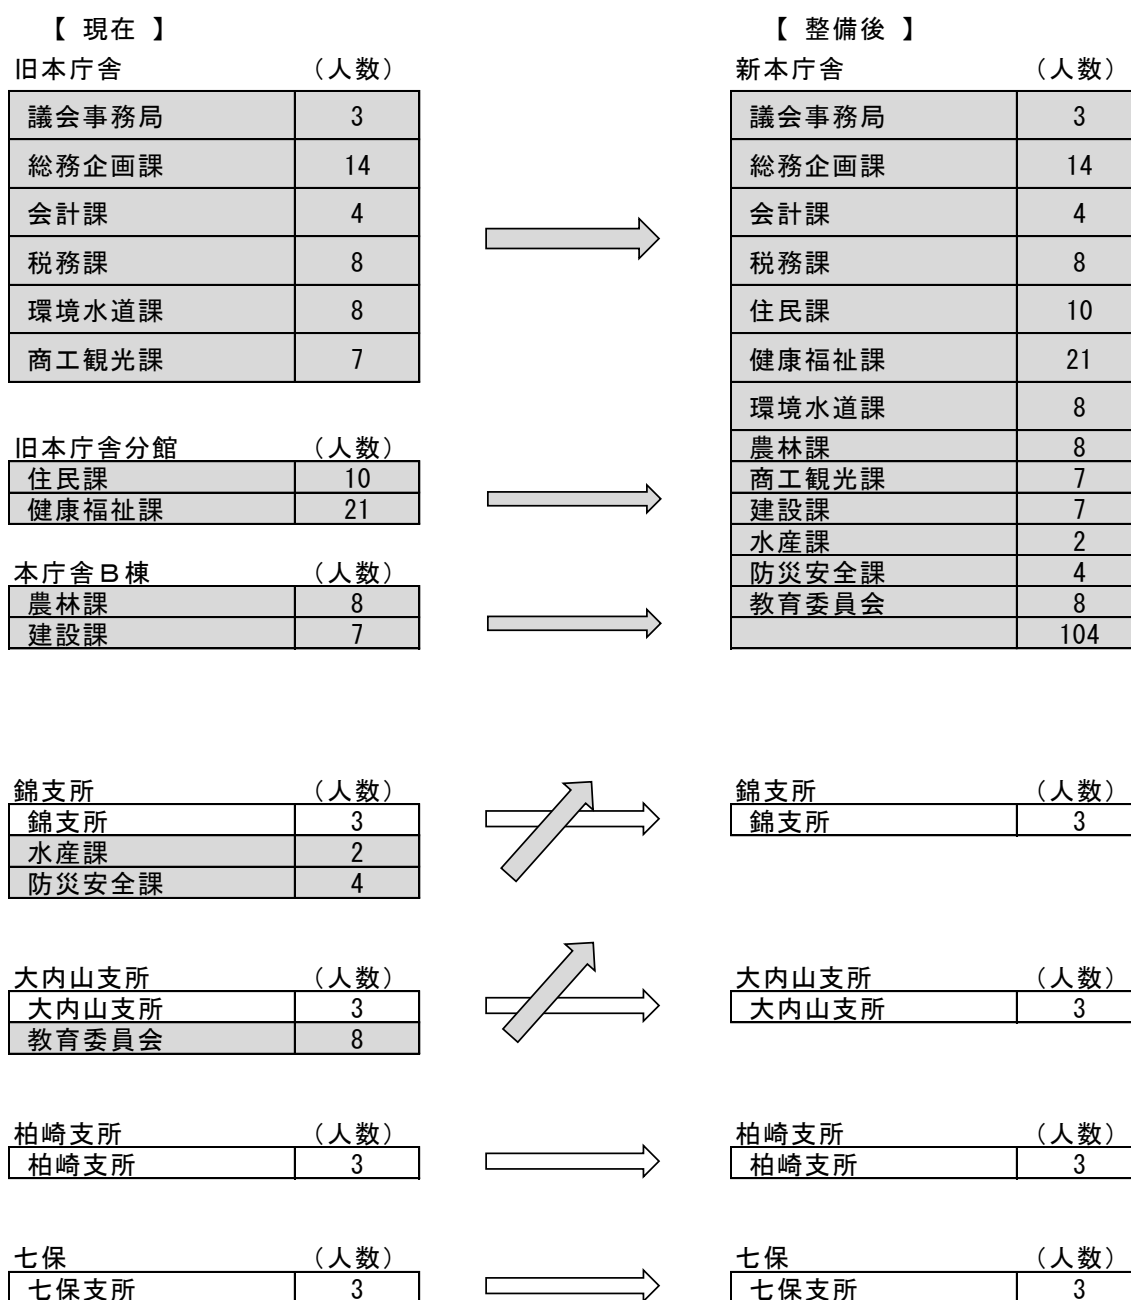 【 現在 】
旧本庁舎 （人数）
議会事務局 3
総務企画課 14
会計課 4
税務課 8
環境水道課 8
商工観光課 7
旧本庁舎分館 （人数）
住民課 10
健康福祉課 21
本庁舎Ｂ棟 （人数）
農林課 8
建設課 7
錦支所 （人数）
錦支所 3
水産課 2
防災安全課 4
大内山支所 （人数）
大内山支所 3
教育委員会 8
柏崎支所 （人数）
柏崎支所 3
七保 （人数）
七保支所 3
【 整備後 】
新本庁舎 （人数）
議会事務局 3
総務企画課 14
会計課 4
税務課 8
住民課 10
健康福祉課 21
環境水道課 8
農林課 8
商工観光課 7
建設課 7
水産課 2
防災安全課 4
教育委員会 8
104
錦支所 （人数）
錦支所 3
大内山支所 （人数）
大内山支所 3
柏崎支所 （人数）
柏崎支所 3
七保 （人数）
七保支所 3